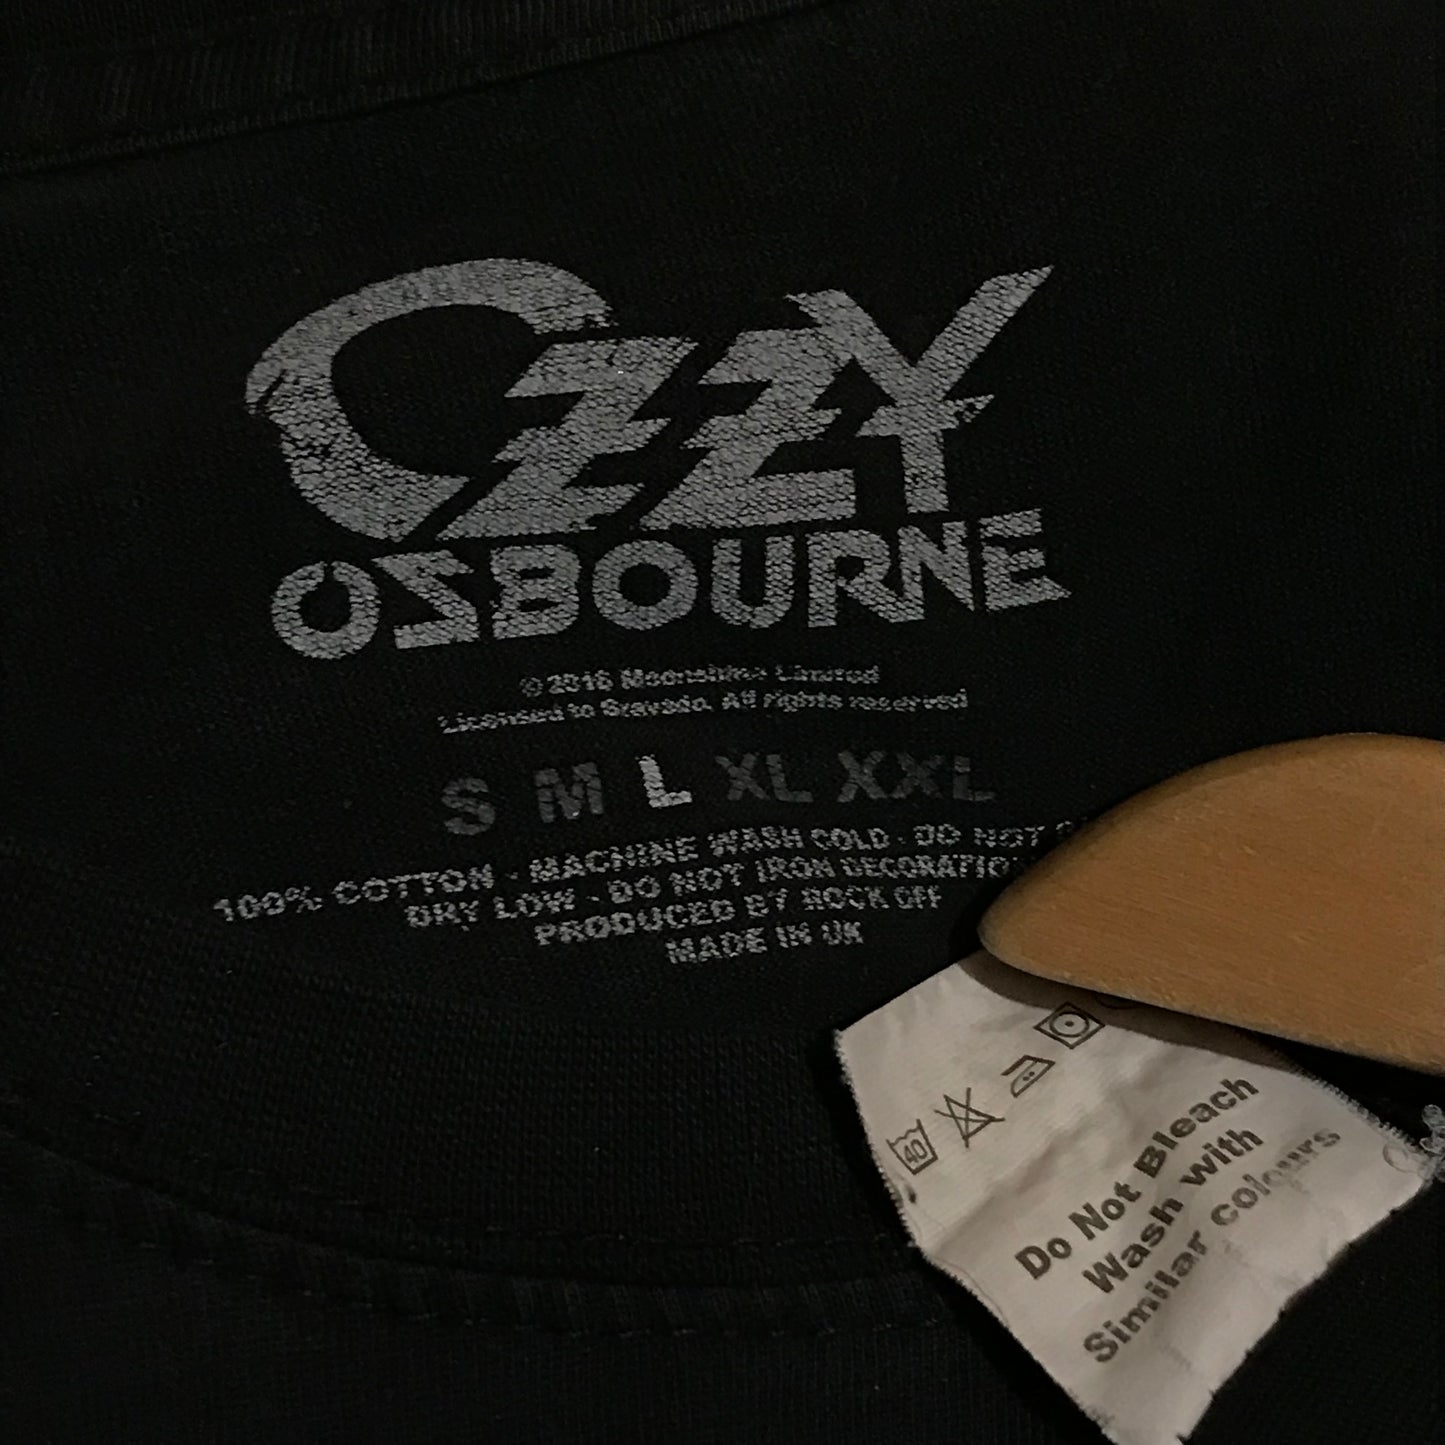 OZZY
OSBOURNE
© 2016 Monowise Limited
Licensed to Bravado. All rights reserved
S M L XL XXL
100% COTTON - MACHINE WASH COLD - DO NOT
DRY LOW - DO NOT IRON DECORATION
PRODUCED BY ROCK OFF
MADE IN UK
40
Do Not Bleach
Wash with
Similar colours